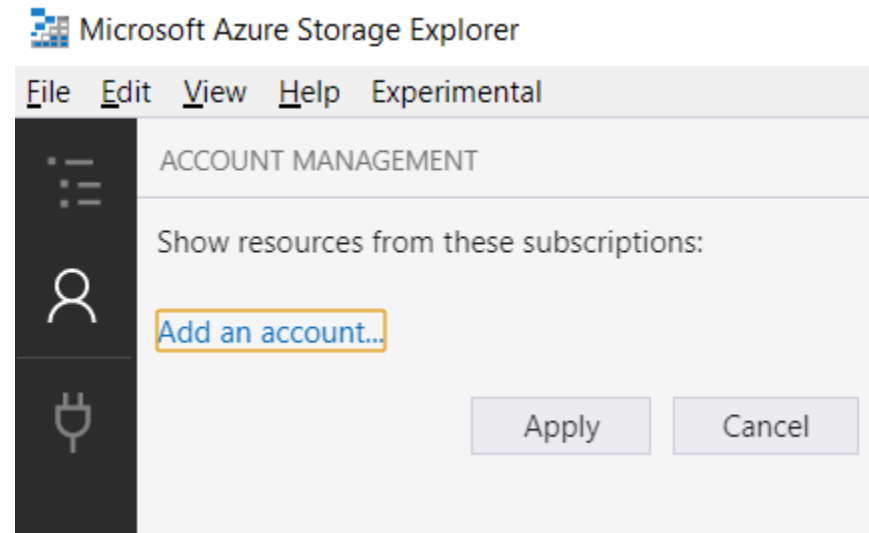 Microsoft Azure Storage Explorer
File Edit View Help Experimental
ACCOUNT MANAGEMENT
Show resources from these subscriptions:
Add an account...
Apply Cancel